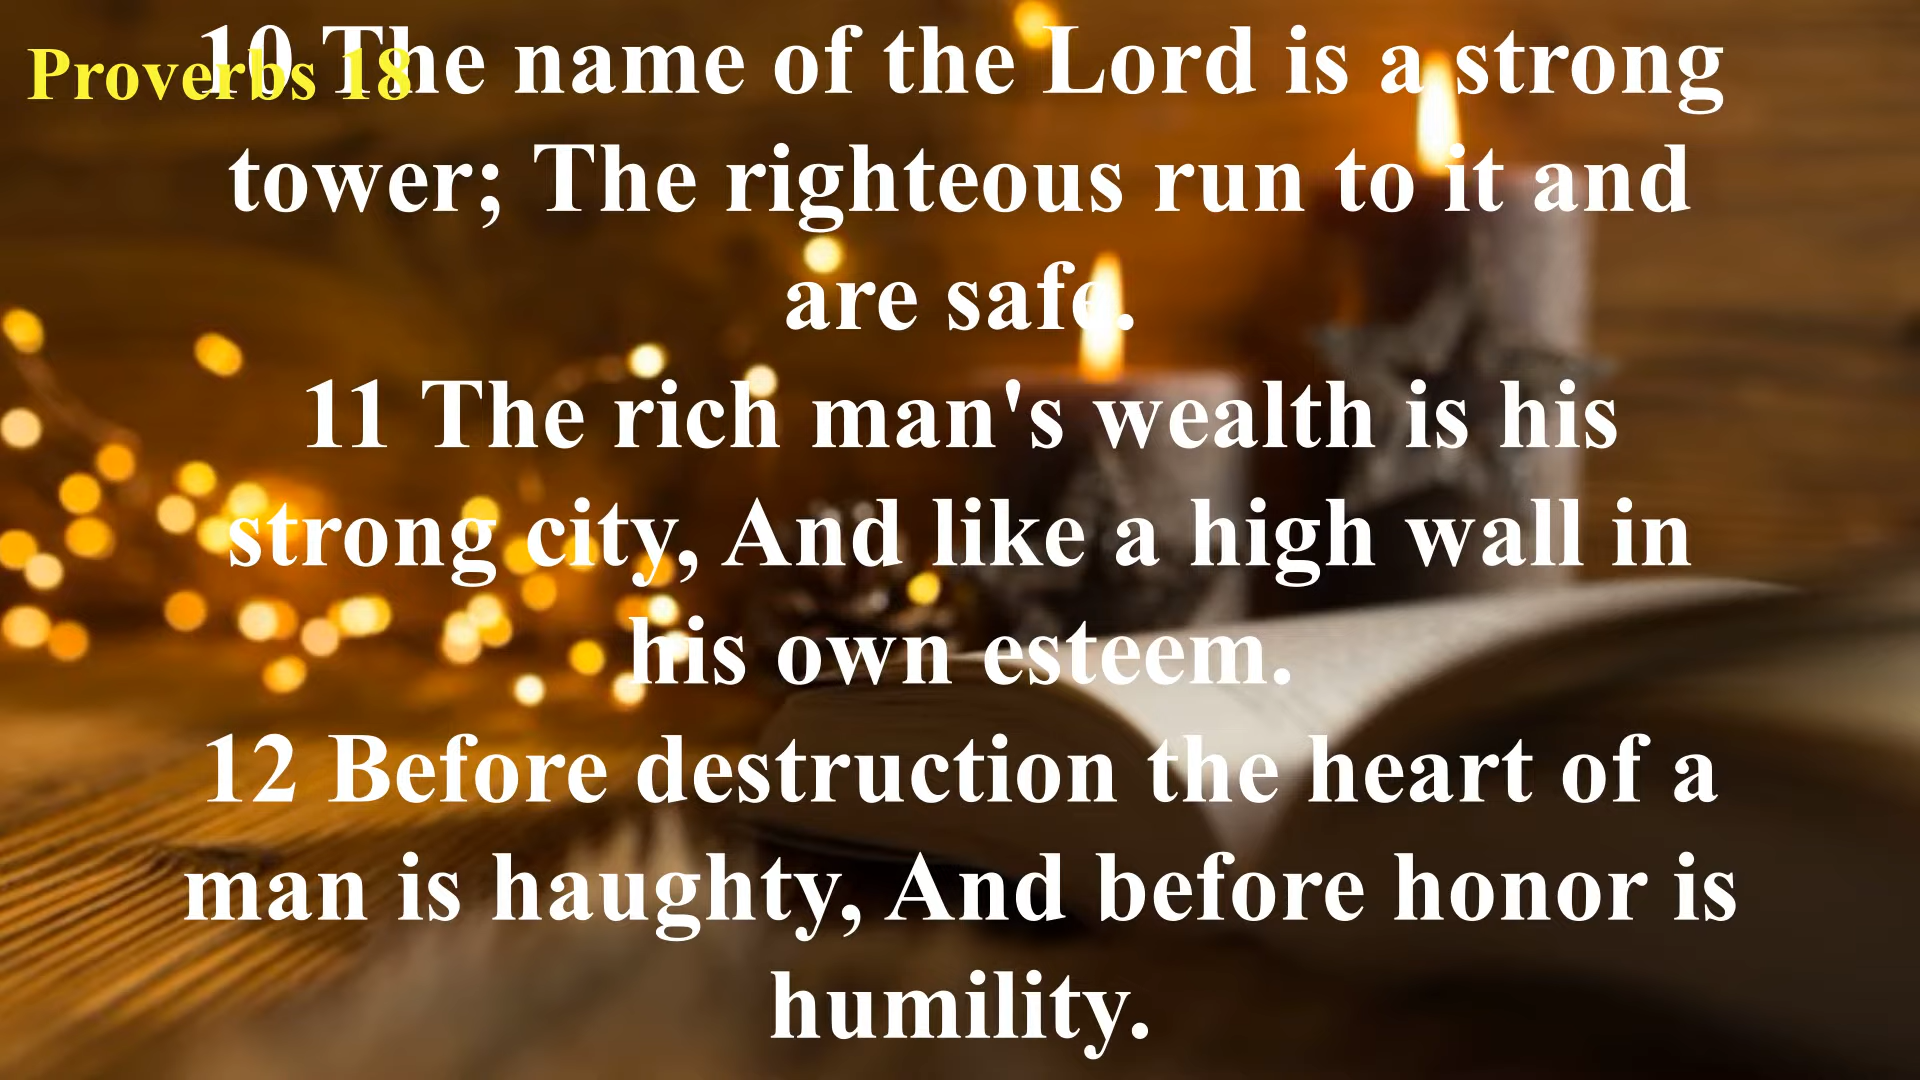 Proverbs 18
10 The name of the Lord is a strong
tower; The righteous run to it and
are safe.
11 The rich man's wealth is his
strong city, And like a high wall in
his own esteem.
12 Before destruction the heart of a
man is haughty, And before honor is
humility.